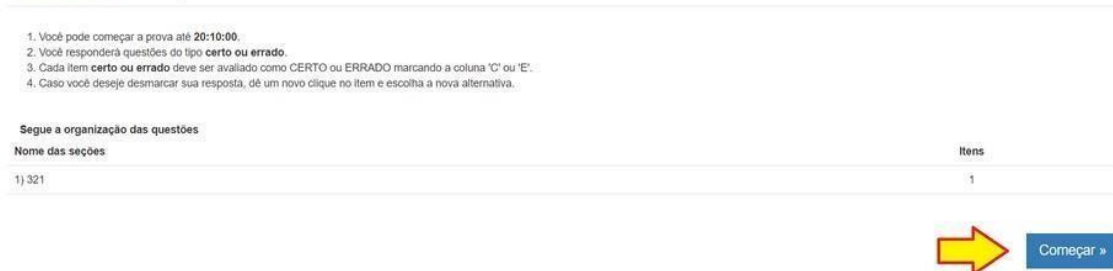 1. Você pode começar a prova até 20:10:00.
2. Você responderá questões do tipo certo ou errado.
3. Cada item certo ou errado deve ser avaliado como CERTO ou ERRADO marcando a coluna 'C' ou 'E'.
4. Caso você deseje desmarcar sua resposta, dê um novo clique no item e escolha a nova alternativa.
Segue a organização das questões
Nome das seções Itens
1) 321 1
Começar »